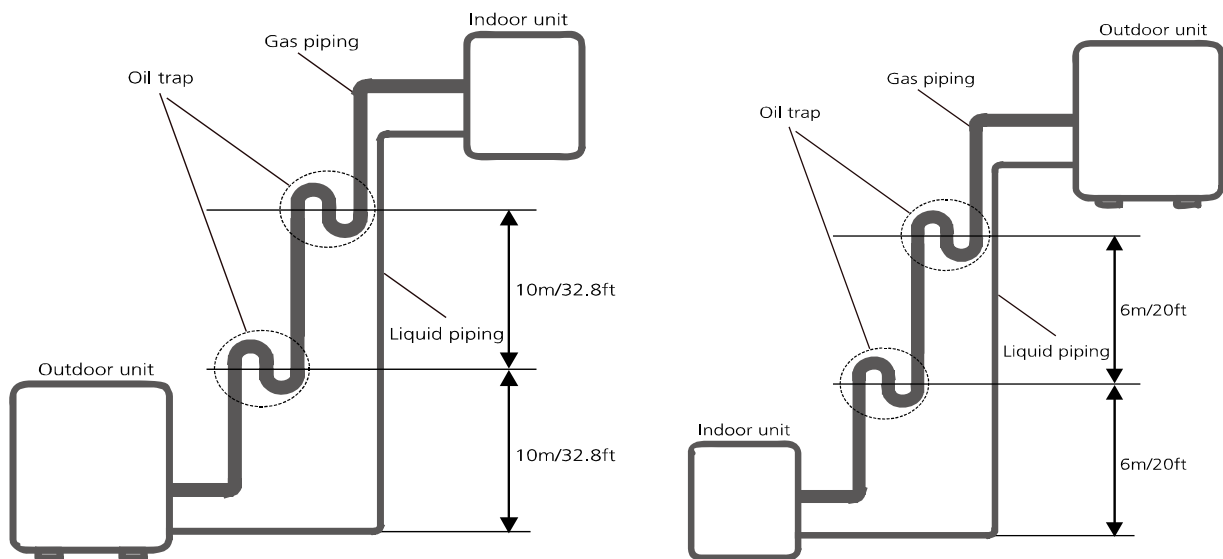 Indoor unit
Gas piping
Oil trap
10m/32.8ft
Liquid piping
Outdoor unit
10m/32.8ft
Outdoor unit
Gas piping
Oil trap
6m/20ft
Liquid piping
Indoor unit
6m/20ft